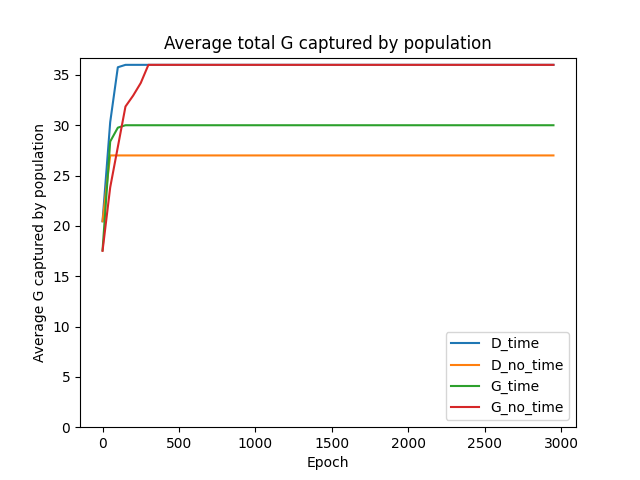 Average total G captured by population
Average G captured by population
35
30
25
20
15
10
5
0
0 500 1000 1500 2000 2500 3000
Epoch
D_time
D_no_time
G_time
G_no_time